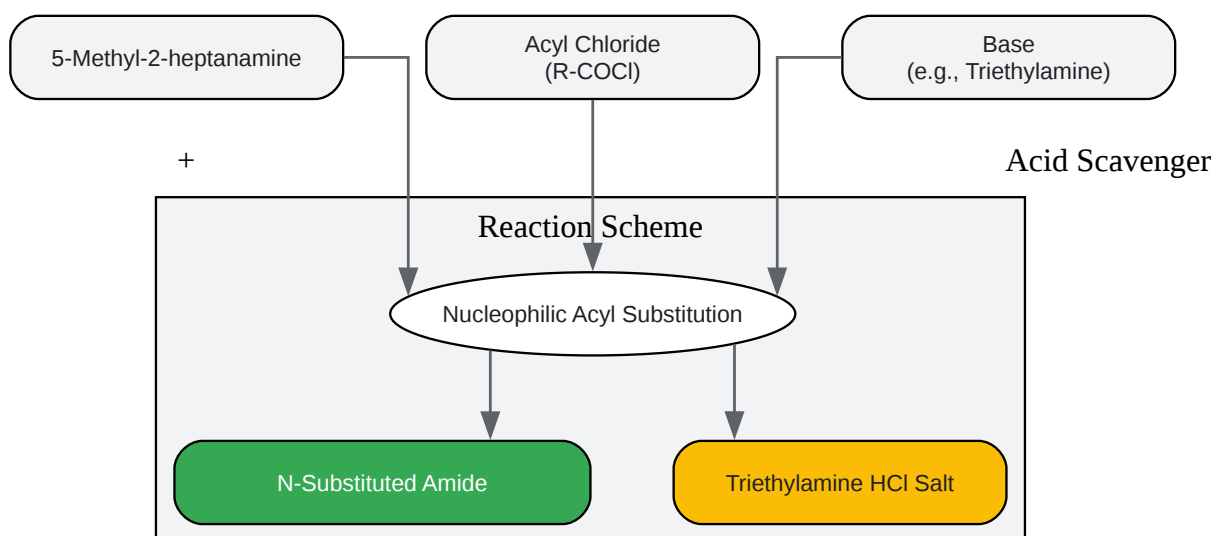 5-Methyl-2-heptanamine
Acyl Chloride
(R-COCl)
Base
(e.g., Triethylamine)
+
Acid Scavenger
Reaction Scheme
Nucleophilic Acyl Substitution
N-Substituted Amide
Triethylamine HCl Salt